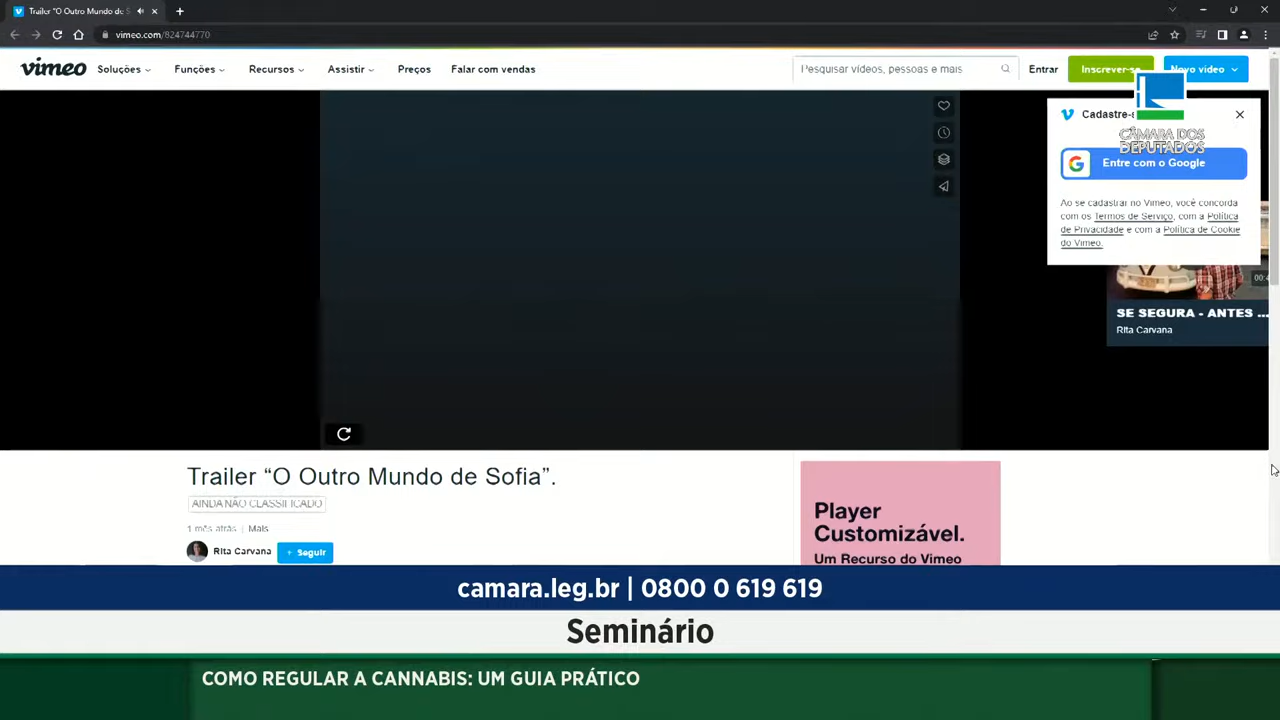 Trailer “O Outro Mundo de S
vimeo.com/824744770
vimeo
Soluções
Funções
Recursos
Assistir
Preços
Falar com vendas
Pesquisar vídeos, pessoas e mais
Entrar
Inscrever-se
Novo vídeo
Cadastre-s
CÂMARA DOS
DEPUTADOS
Entre com o Google
Ao se cadastrar no Vimeo, você concorda
com os Termos de Serviço, com a Política
de Privacidade e com a Política de Cookie
do Vimeo.
00:4
SE SEGURA - ANTES ...
Rita Carvana
Trailer “O Outro Mundo de Sofia”.
AINDA NÃO CLASSIFICADO
1 mês atrás | Mais
Rita Carvana
+ Seguir
Player
Customizável.
Um Recurso do Vimeo
camara.leg.br | 0800 0 619 619
Seminário
COMO REGULAR A CANNABIS: UM GUIA PRÁTICO